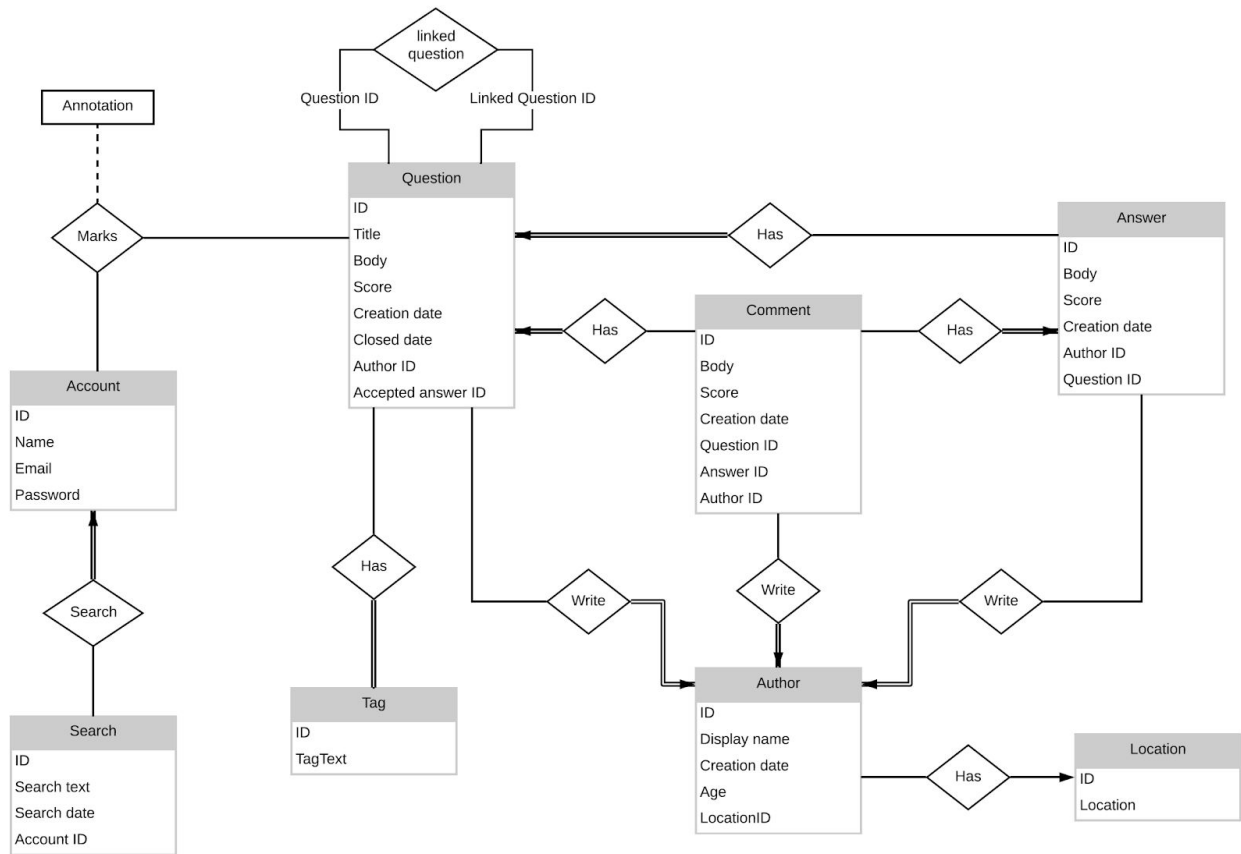 linked
question
Question ID
Linked Question ID
Annotation
Marks
Question
ID
Title
Body
Score
Creation date
Closed date
Author ID
Accepted answer ID
Has
Answer
ID
Body
Score
Creation date
Author ID
Question ID
Has
Comment
ID
Body
Score
Creation date
Question ID
Answer ID
Author ID
Has
Account
ID
Name
Email
Password
Search
Has
Write
Write
Write
Search
ID
Search text
Search date
Account ID
Tag
ID
TagText
Author
ID
Display name
Creation date
Age
LocationID
Has
Location
ID
Location